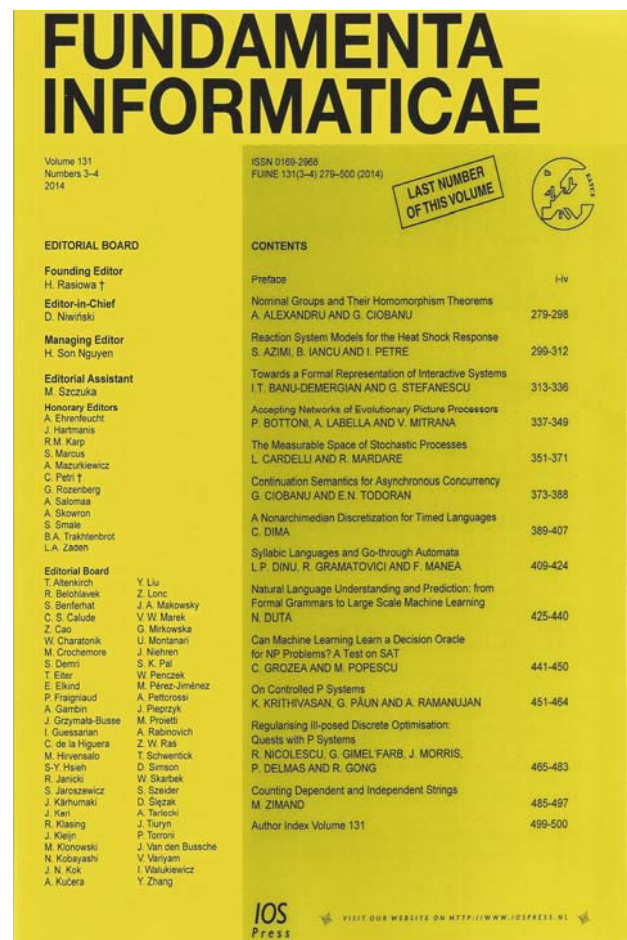 FUNDAMENTA
INFORMATICAE
Volume 131
Numbers 3–4
2014
ISSN 0169-2968
FUINE 131(3–4) 279–500 (2014)
LAST NUMBER
OF THIS VOLUME
EDITORIAL BOARD
Founding Editor
H. Rasiowa †
Editor-in-Chief
D. Niwiński
Managing Editor
H. Son Nguyen
Editorial Assistant
M. Szczuka
Honorary Editors
A. Ehrenfeucht
J. Hartmanis
R.M. Karp
S. Marcus
A. Mazurkiewicz
C. Petri †
G. Rozenberg
A. Salomaa
A. Skowron
S. Smale
B.A. Trakhtenbrot
L.A. Zadeh
Editorial Board
T. Altenkirch
R. Belohlavek
S. Benferhat
C. S. Calude
Z. Cao
W. Charatonik
M. Crochemore
S. Demri
T. Eiter
E. Elkind
P. Fraigniaud
A. Gambin
J. Grzymała-Busse
I. Guessarian
C. de la Higuera
M. Hirvensalo
S-Y. Hsieh
R. Janicki
S. Jaroszewicz
J. Karhumaki
J. Kari
R. Klasing
J. Kleijn
M. Klonowski
N. Kobayashi
J. N. Kok
A. Kučera
Y. Liu
Z. Lonc
J. A. Makowsky
V. W. Marek
G. Mirkowska
U. Montanari
J. Niehren
S. K. Pal
W. Penczek
M. Pérez-Jiménez
A. Pettorossi
J. Pieprzyk
M. Proietti
A. Rabinovich
Z. W. Raś
T. Schwentick
D. Simson
W. Skarbek
S. Szeider
D. Ślęzak
A. Tarlecki
J. Tiuryn
P. Torroni
J. Van den Bussche
V. Variyam
I. Walukiewicz
Y. Zhang
CONTENTS
Preface i-iv
Nominal Groups and Their Homomorphism Theorems
A. ALEXANDRU AND G. CIOBANU 279-298
Reaction System Models for the Heat Shock Response
S. AZIMI, B. IANCU AND I. PETRE 299-312
Towards a Formal Representation of Interactive Systems
I.T. BANU-DEMERGIAN AND G. STEFANESCU 313-336
Accepting Networks of Evolutionary Picture Processors
P. BOTTONI, A. LABELLA AND V. MITRANA 337-349
The Measurable Space of Stochastic Processes
L. CARDELLI AND R. MARDARE 351-371
Continuation Semantics for Asynchronous Concurrency
G. CIOBANU AND E.N. TODORAN 373-388
A Nonarchimedian Discretization for Timed Languages
C. DIMA 389-407
Syllabic Languages and Go-through Automata
L.P. DINU, R. GRAMATOVICI AND F. MANEA 409-424
Natural Language Understanding and Prediction: from
Formal Grammars to Large Scale Machine Learning
N. DUTA 425-440
Can Machine Learning Learn a Decision Oracle
for NP Problems? A Test on SAT
C. GROZEA AND M. POPESCU 441-450
On Controlled P Systems
K. KRITHIVASAN, G. PĂUN AND A. RAMANUJAN 451-464
Regularising Ill-posed Discrete Optimisation:
Quests with P Systems
R. NICOLESCU, G. GIMEL'FARB, J. MORRIS,
P. DELMAS AND R. GONG 465-483
Counting Dependent and Independent Strings
M. ZIMAND 485-497
Author Index Volume 131 499-500
IOS
Press
VISIT OUR WEBSITE ON HTTP://WWW.IOSPRESS.NL